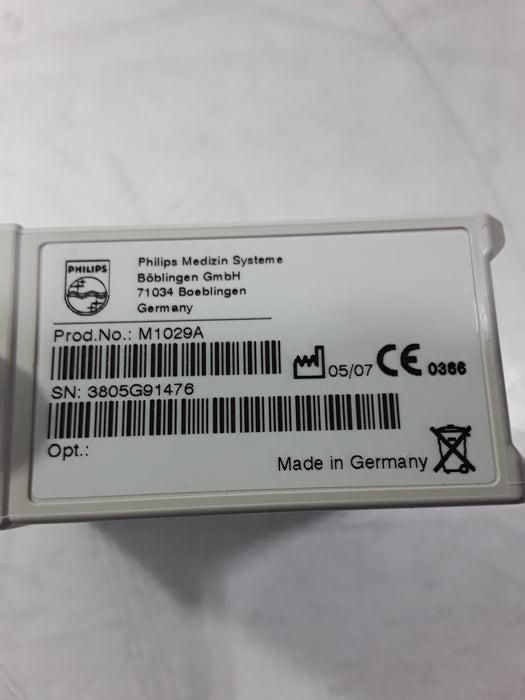 PHILIPS
Philips Medizin Systeme
Böblingen GmbH
71034 Boeblingen
Germany
Prod.No.: M1029A
05/07 CE 0366
SN: 3805G91476
Opt.:
Made in Germany